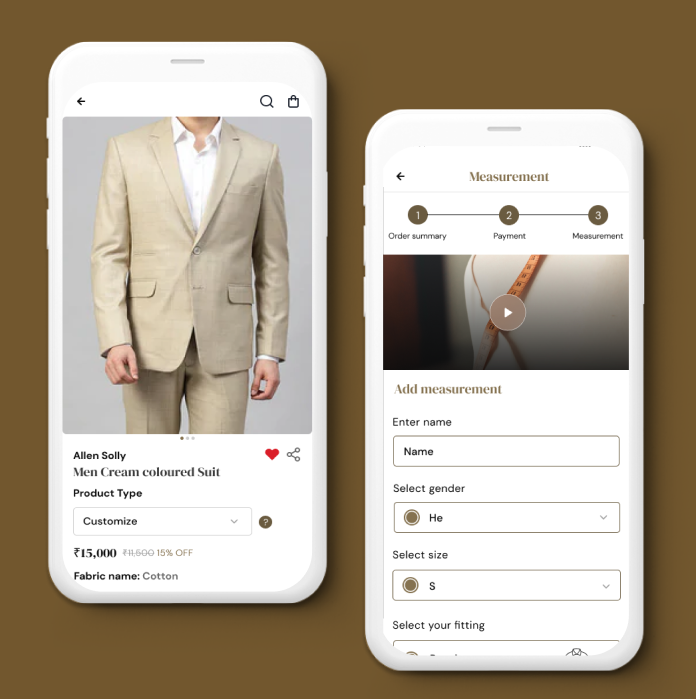 Allen Solly
Men Cream coloured Suit
Product Type
Customize
?
₹15,000 ₹11,500 15% OFF
Fabric name: Cotton
Measurement
1 2 3
Order summary Payment Measurement
Add measurement
Enter name
Name
Select gender
He
Select size
S
Select your fitting